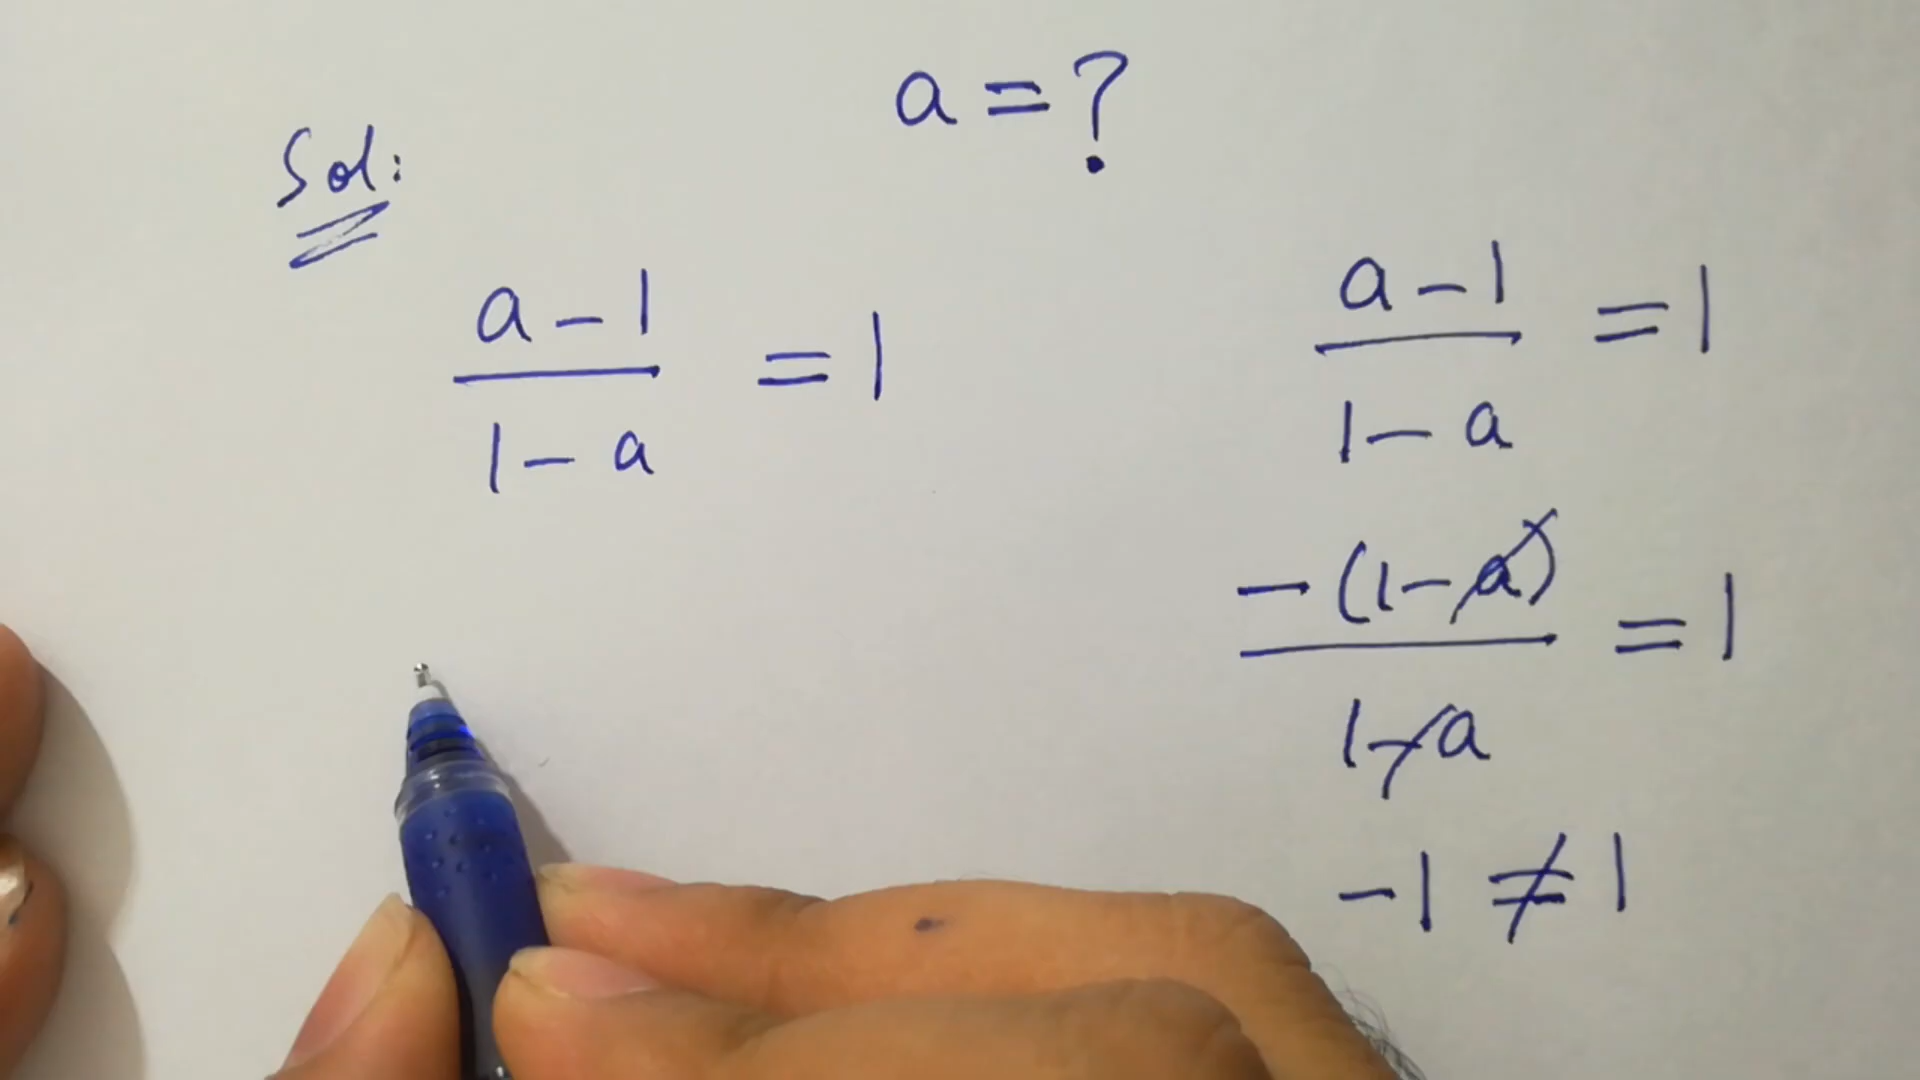 a = ?
Sol:
a - 1
= 1
1 - a
a - 1
= 1
1 - a
- (1 - a)
= 1
1 - a
- 1 ≠ 1